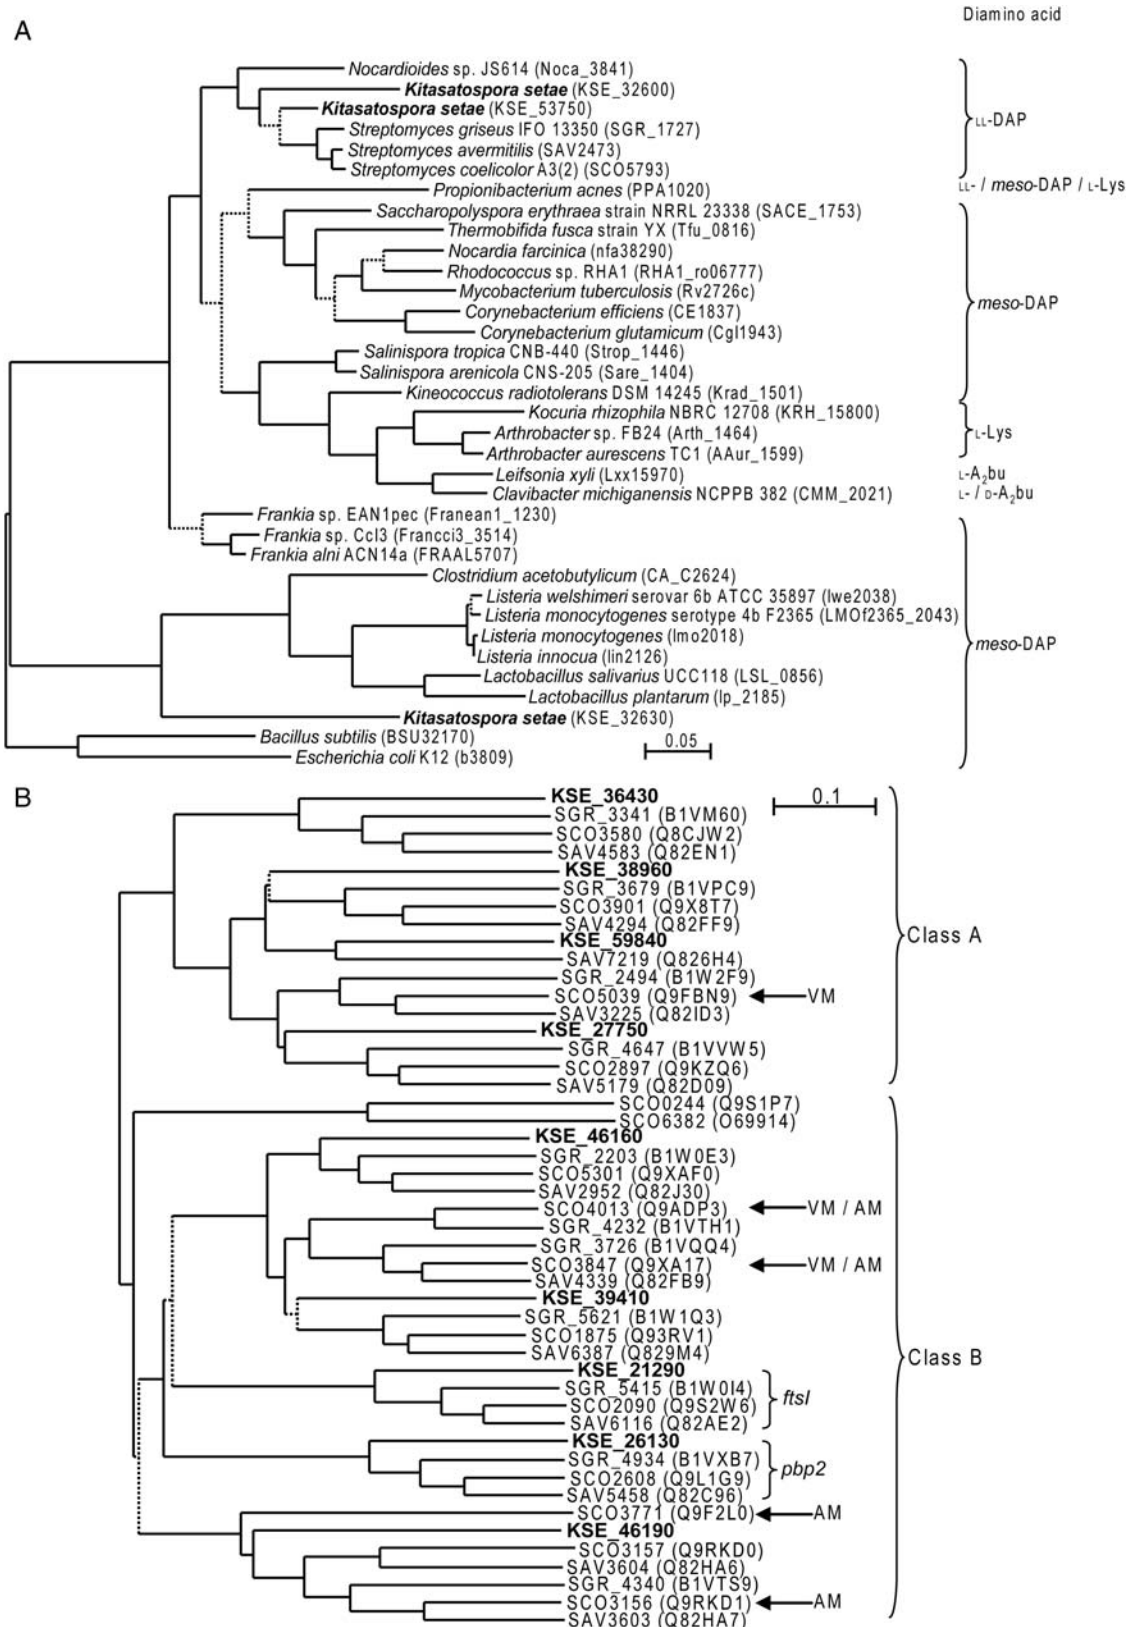 Diamino acid
A
Nocardioides sp. JS614 (Noca_3841)
Kitasatospora setae (KSE_32600)
Kitasatospora setae (KSE_53750)
Streptomyces griseus IFO 13350 (SGR_1727)
LL-DAP
Streptomyces avermitilis (SAV2473)
Streptomyces coelicolor A3(2) (SCO5793)
Propionibacterium acnes (PPA1020)
LL- / meso-DAP / L-Lys
Saccharopolyspora erythraea strain NRRL 23338 (SACE_1753)
Thermobifida fusca strain YX (Tfu_0816)
Nocardia farcinica (nfa38290)
Rhodococcus sp. RHA1 (RHA1_ro06777)
Mycobacterium tuberculosis (Rv2726c)
meso-DAP
Corynebacterium efficiens (CE1837)
Corynebacterium glutamicum (Cgl1943)
Salinispora tropica CNB-440 (Strop_1446)
Salinispora arenicola CNS-205 (Sare_1404)
Kineococcus radiotolerans DSM 14245 (Krad_1501)
Kocuria rhizophila NBRC 12708 (KRH_15800)
Arthrobacter sp. FB24 (Arth_1464)
L-Lys
Arthrobacter aurescens TC1 (AAur_1599)
Leifsonia xyli (Lxx15970)
L-A2bu
Clavibacter michiganensis NCPPB 382 (CMM_2021)
L- / D-A2bu
Frankia sp. EAN1pec (Franean1_1230)
Frankia sp. CcI3 (Francci3_3514)
Frankia alni ACN14a (FRAAL5707)
Clostridium acetobutylicum (CA_C2624)
Listeria welshimeri serovar 6b ATCC 35897 (lwe2038)
Listeria monocytogenes serotype 4b F2365 (LMOf2365_2043)
Listeria monocytogenes (lmo2018)
meso-DAP
Listeria innocua (lin2126)
Lactobacillus salivarius UCC118 (LSL_0856)
Lactobacillus plantarum (lp_2185)
Kitasatospora setae (KSE_32630)
Bacillus subtilis (BSU32170)
0.05
Escherichia coli K12 (b3809)
B
KSE_36430
0.1
SGR_3341 (B1VM60)
SCO3580 (Q8CJW2)
SAV4583 (Q82EN1)
KSE_38960
SGR_3679 (B1VPC9)
SCO3901 (Q9X8T7)
SAV4294 (Q82FF9)
KSE_59840
Class A
SAV7219 (Q826H4)
SGR_2494 (B1W2F9)
SCO5039 (Q9FBN9)
VM
SAV3225 (Q82ID3)
KSE_27750
SGR_4647 (B1VVW5)
SCO2897 (Q9KZQ6)
SAV5179 (Q82D09)
SCO0244 (Q9S1P7)
SCO6382 (O69914)
KSE_46160
SGR_2203 (B1W0E3)
SCO5301 (Q9XAF0)
SAV2952 (Q82J30)
SCO4013 (Q9ADP3)
VM / AM
SGR_4232 (B1VTH1)
SGR_3726 (B1VQQ4)
SCO3847 (Q9XA17)
VM / AM
SAV4339 (Q82FB9)
KSE_39410
SGR_5621 (B1W1Q3)
SCO1875 (Q93RV1)
SAV6387 (Q829M4)
Class B
KSE_21290
SGR_5415 (B1W0I4)
ftsI
SCO2090 (Q9S2W6)
SAV6116 (Q82AE2)
KSE_26130
SGR_4934 (B1VXB7)
pbp2
SCO2608 (Q9L1G9)
SAV5458 (Q82C96)
SCO3771 (Q9F2L0)
AM
KSE_46190
SCO3157 (Q9RKD0)
SAV3604 (Q82HA6)
SGR_4340 (B1VTS9)
SCO3156 (Q9RKD1)
AM
SAV3603 (Q82HA7)